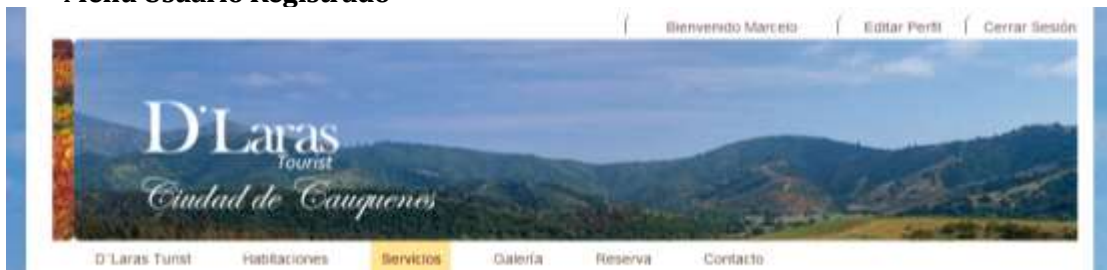 Menú Usuario Registrado
Bienvenido Marcelo | Editar Perfil | Cerrar Sesión
D'Laras
Tourist
Ciudad de Cauquenes
D'Laras Turist Habitaciones Servicios Galería Reserva Contacto